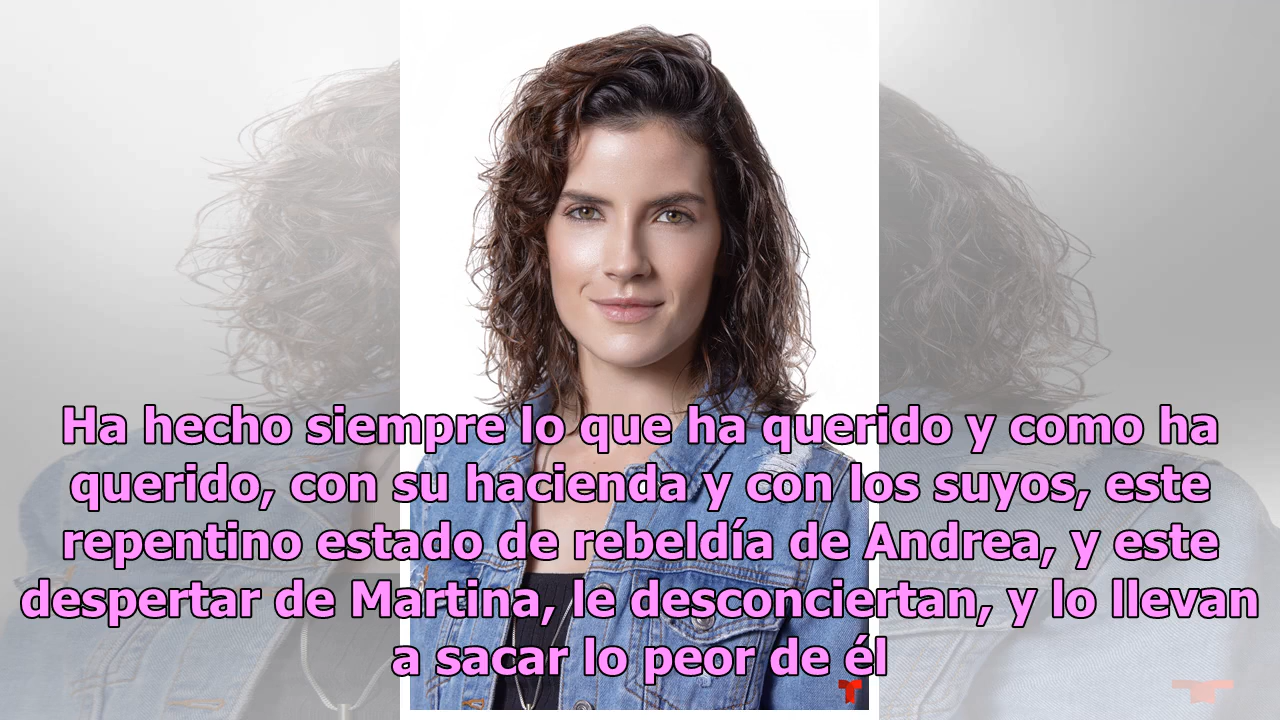 Ha hecho siempre lo que ha querido y como ha
querido, con su hacienda y con los suyos, este
repentino estado de rebeldía de Andrea, y este
despertar de Martina, le desconciertan, y lo llevan
a sacar lo peor de él